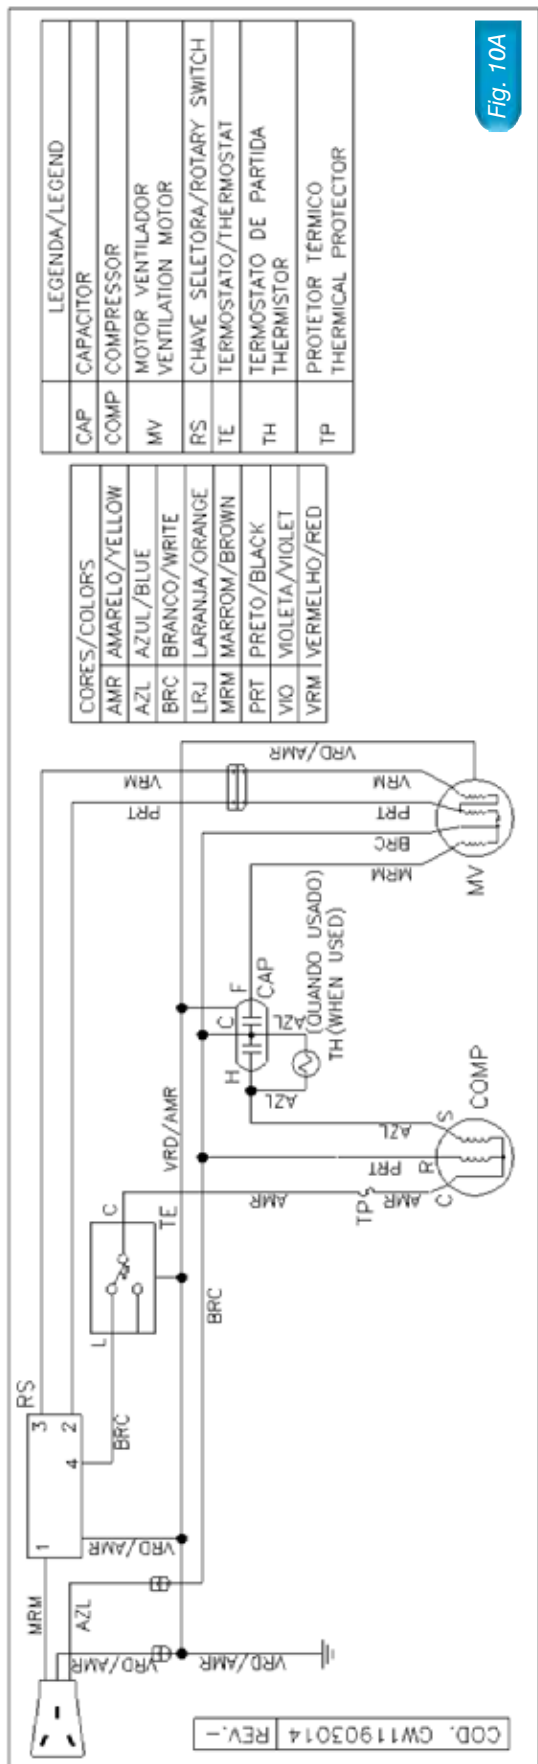 Fig. 10A
LEGENDA/LEGEND
CAP CAPACITOR
COMP COMPRESSOR
MV MOTOR VENTILADOR
VENTILATION MOTOR
RS CHAVE SELETORA/ROTARY SWITCH
TE TERMOSTATO/THERMOSTAT
TH TERMOSTATO DE PARTIDA
THERMISTOR
TP PROTETOR TÉRMICO
THERMICAL PROTECTOR
CORES/COLORS
AMR AMARELO/YELLOW
AZL AZUL/BLUE
BRC BRANCO/WRITE
LRJ LARANJA/ORANGE
MRM MARROM/BROWN
PRT PRETO/BLACK
VIO VIOLETA/VIOLET
VRM VERMELHO/RED
RS
1
3
2
4
MRM
AZL
VRD/AMR
VRD/AMR
VRD/AMR
BRC
L
C
TE
VRD/AMR
BRC
VRM
PRT
VRD/AMR
VRM
PRT
BRC
MRM
MV
H
C
F
CAP
AZL
AZL
(QUANDO USADO)
TH (WHEN USED)
AMR
TP
AMR
PRT
AZL
C
R
S
COMP
COD. GW11903014 REV.-